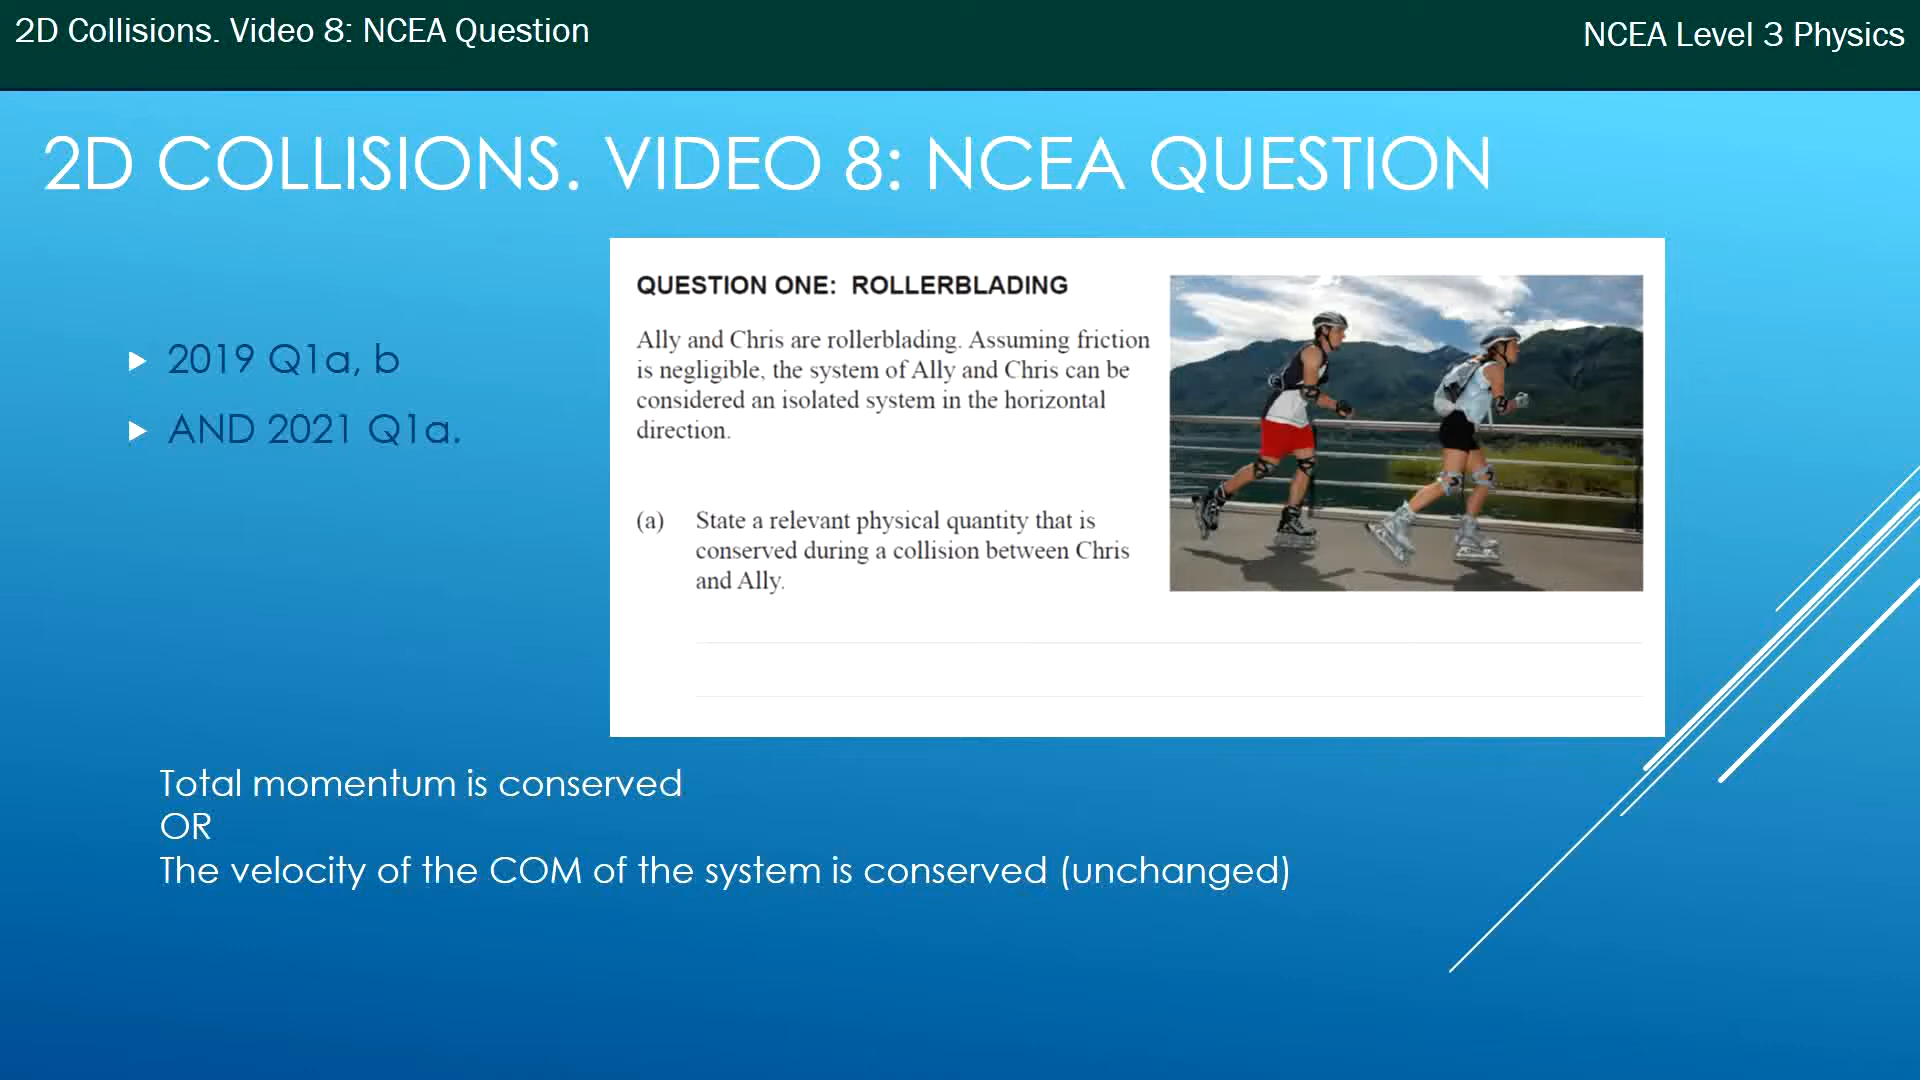 2D Collisions. Video 8: NCEA Question
NCEA Level 3 Physics
2D COLLISIONS. VIDEO 8: NCEA QUESTION
2019 Q1a, b
AND 2021 Q1a.
QUESTION ONE: ROLLERBLADING
Ally and Chris are rollerblading. Assuming friction
is negligible, the system of Ally and Chris can be
considered an isolated system in the horizontal
direction.
(a) State a relevant physical quantity that is
conserved during a collision between Chris
and Ally.
Total momentum is conserved
OR
The velocity of the COM of the system is conserved (unchanged)